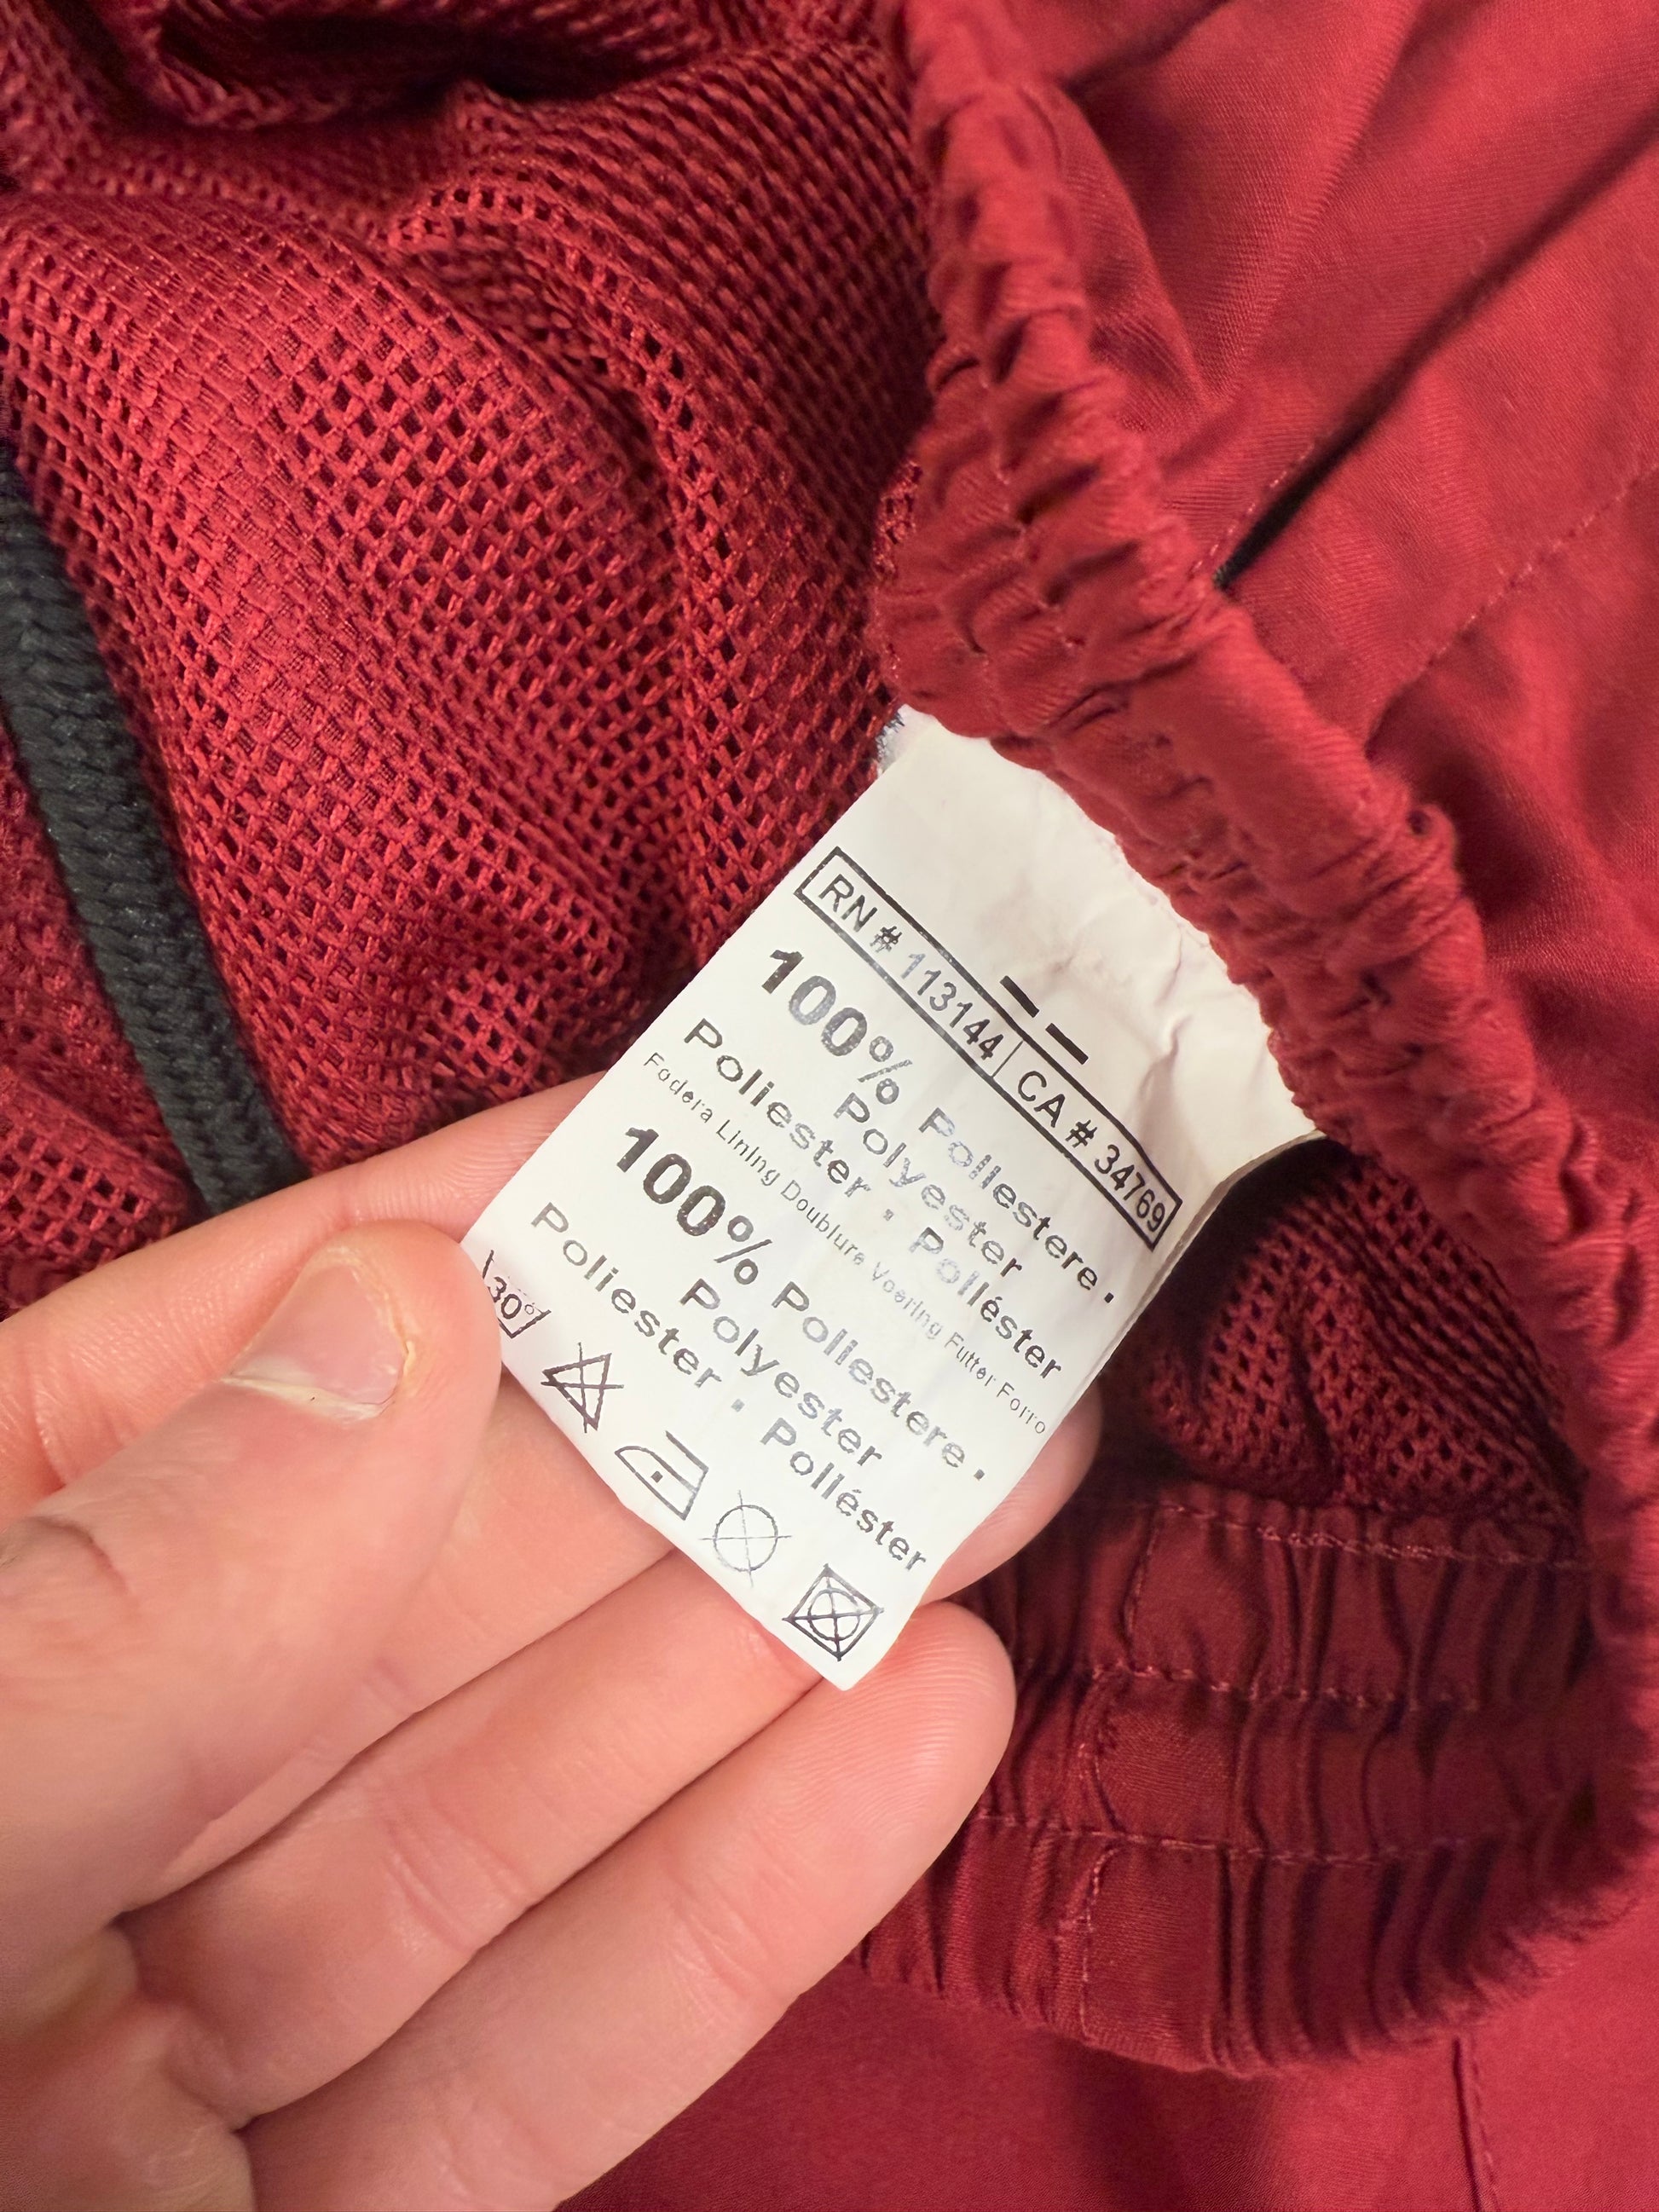 RN # 113144 CA # 34769
100% Poliestere .
Polyester
Poliester . Poliéster
Fodera Lining Doublure Voering Futter Forro
100% Poliestere .
Polyester
Poliester . Poliéster
30°